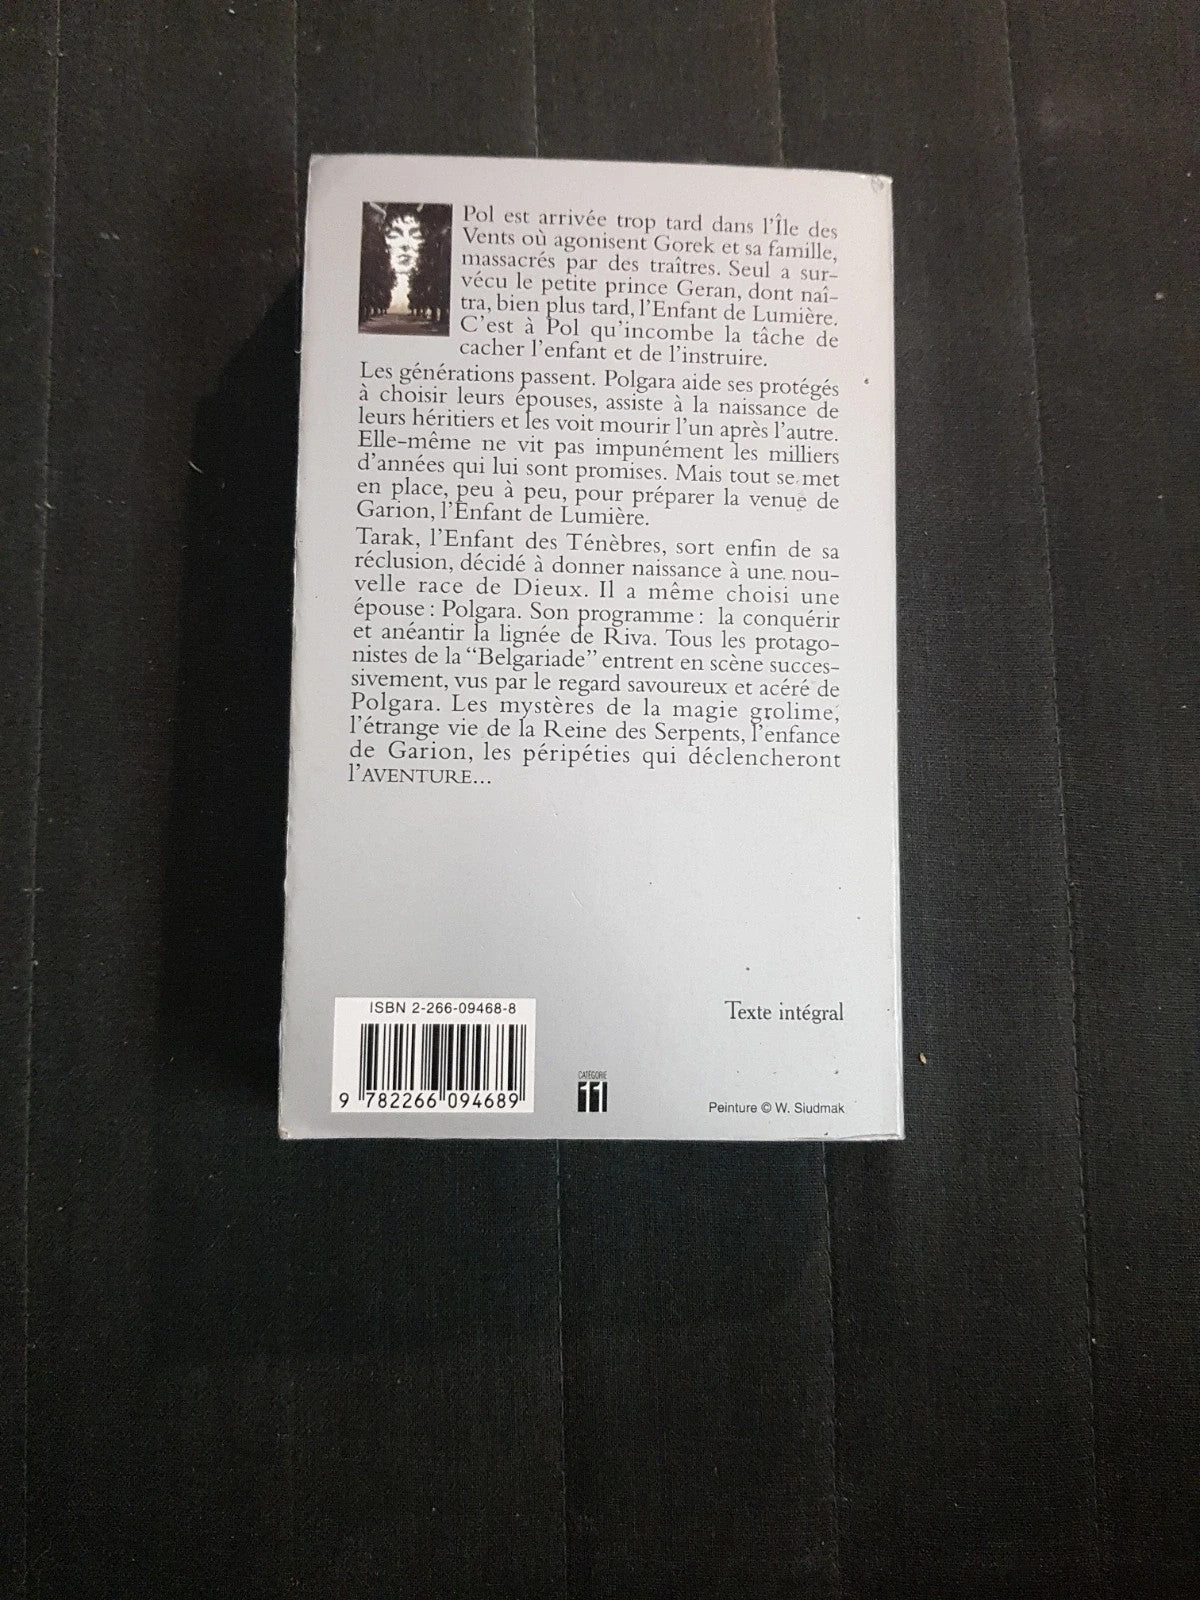 Pol est arrivée trop tard dans l'Île des
Vents où agonisent Gorek et sa famille,
massacrés par des traîtres. Seul a sur-
vécu le petite prince Geran, dont naî-
tra, bien plus tard, l'Enfant de Lumière.
C'est à Pol qu'incombe la tâche de
cacher l'enfant et de l'instruire.
Les générations passent. Polgara aide ses protégés
à choisir leurs épouses, assiste à la naissance de
leurs héritiers et les voit mourir l'un après l'autre.
Elle-même ne vit pas impunément les milliers
d'années qui lui sont promises. Mais tout se met
en place, peu à peu, pour préparer la venue de
Garion, l'Enfant de Lumière.
Tarak, l'Enfant des Ténèbres, sort enfin de sa
réclusion, décidé à donner naissance à une nou-
velle race de Dieux. Il a même choisi une
épouse : Polgara. Son programme : la conquérir
et anéantir la lignée de Riva. Tous les protago-
nistes de la "Belgariade" entrent en scène succes-
sivement, vus par le regard savoureux et acéré de
Polgara. Les mystères de la magie grolime,
l'étrange vie de la Reine des Serpents, l'enfance
de Garion, les péripéties qui déclencheront
l'AVENTURE...
ISBN 2-266-09468-8
Texte intégral
9 782266 094689
CATÉGORIE
11
Peinture © W. Siudmak